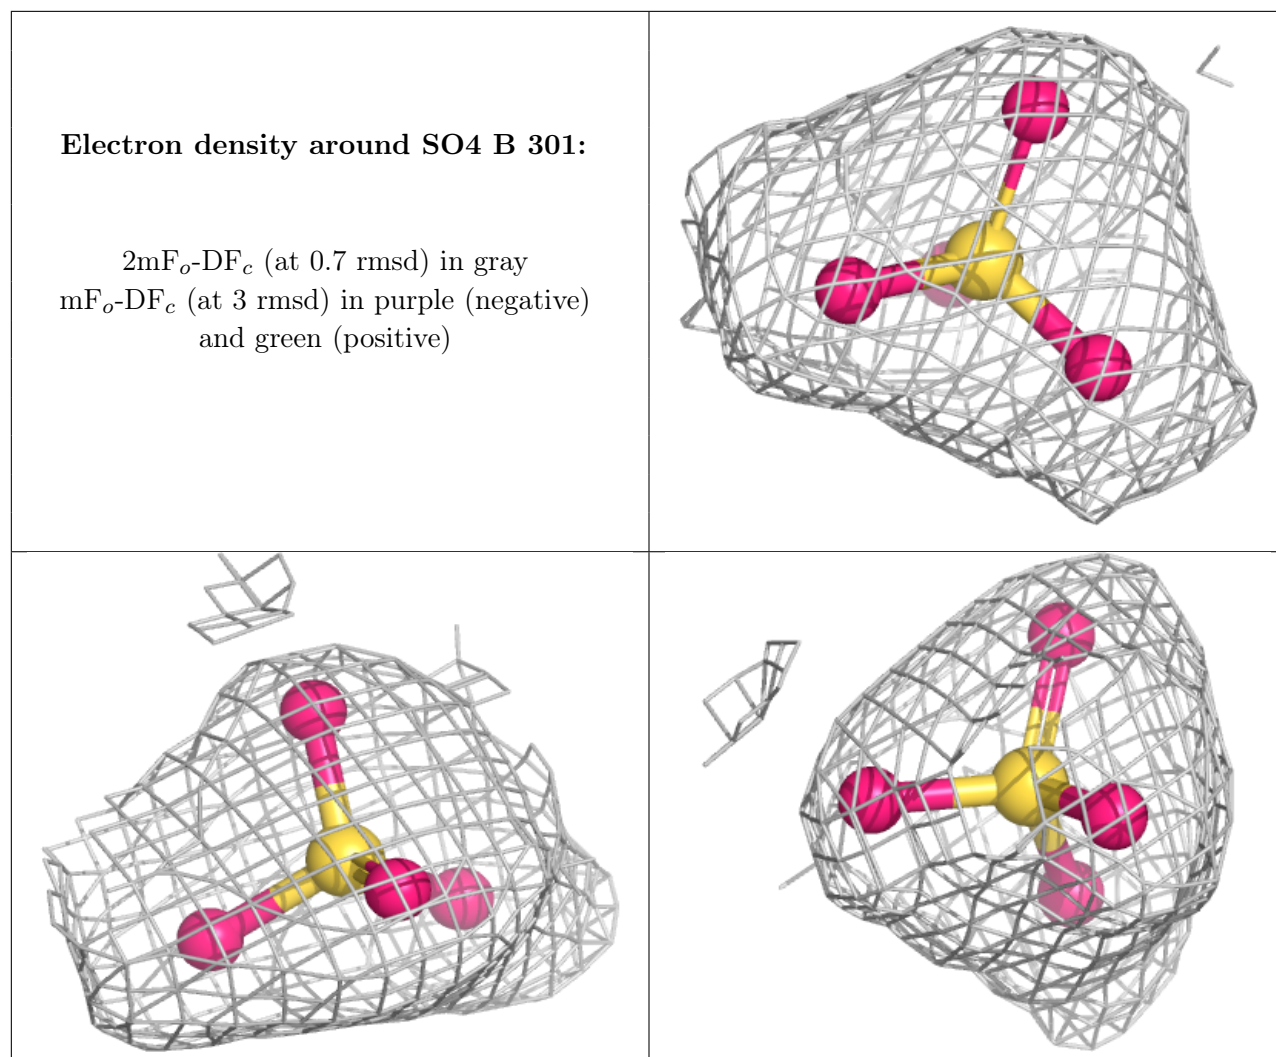 Electron density around SO4 B 301:
2mFo-DFc (at 0.7 rmsd) in gray
mFo-DFc (at 3 rmsd) in purple (negative)
and green (positive)